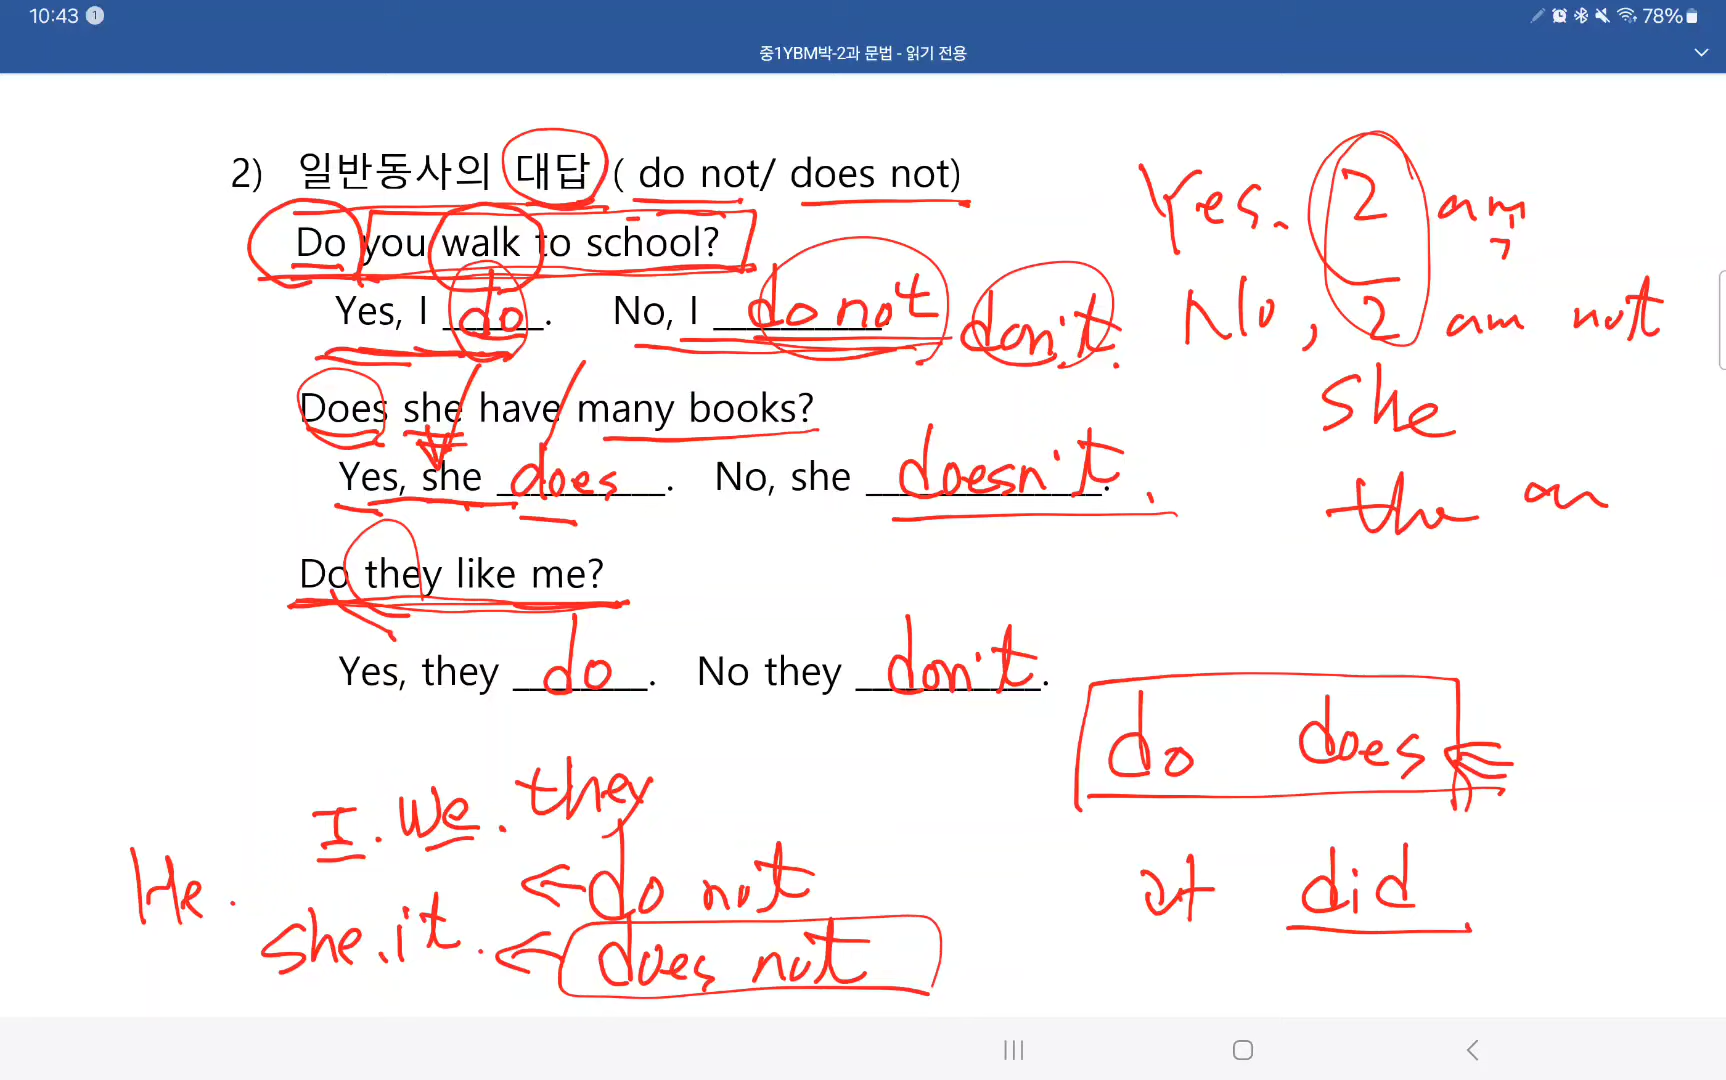 10:43 1 78%
중1YBM박-2과 문법 - 읽기 전용
2) 일반동사의 대답 ( do not/ does not)
Do you walk to school?
Yes, I do. No, I do not don't.
Does she have many books?
Yes, she does. No, she doesn't.
Do they like me?
Yes, they do. No they don't.
Yes. I am
No, I am not
she
the
do does
did
I. we. they
do not
He. she. it.
does not